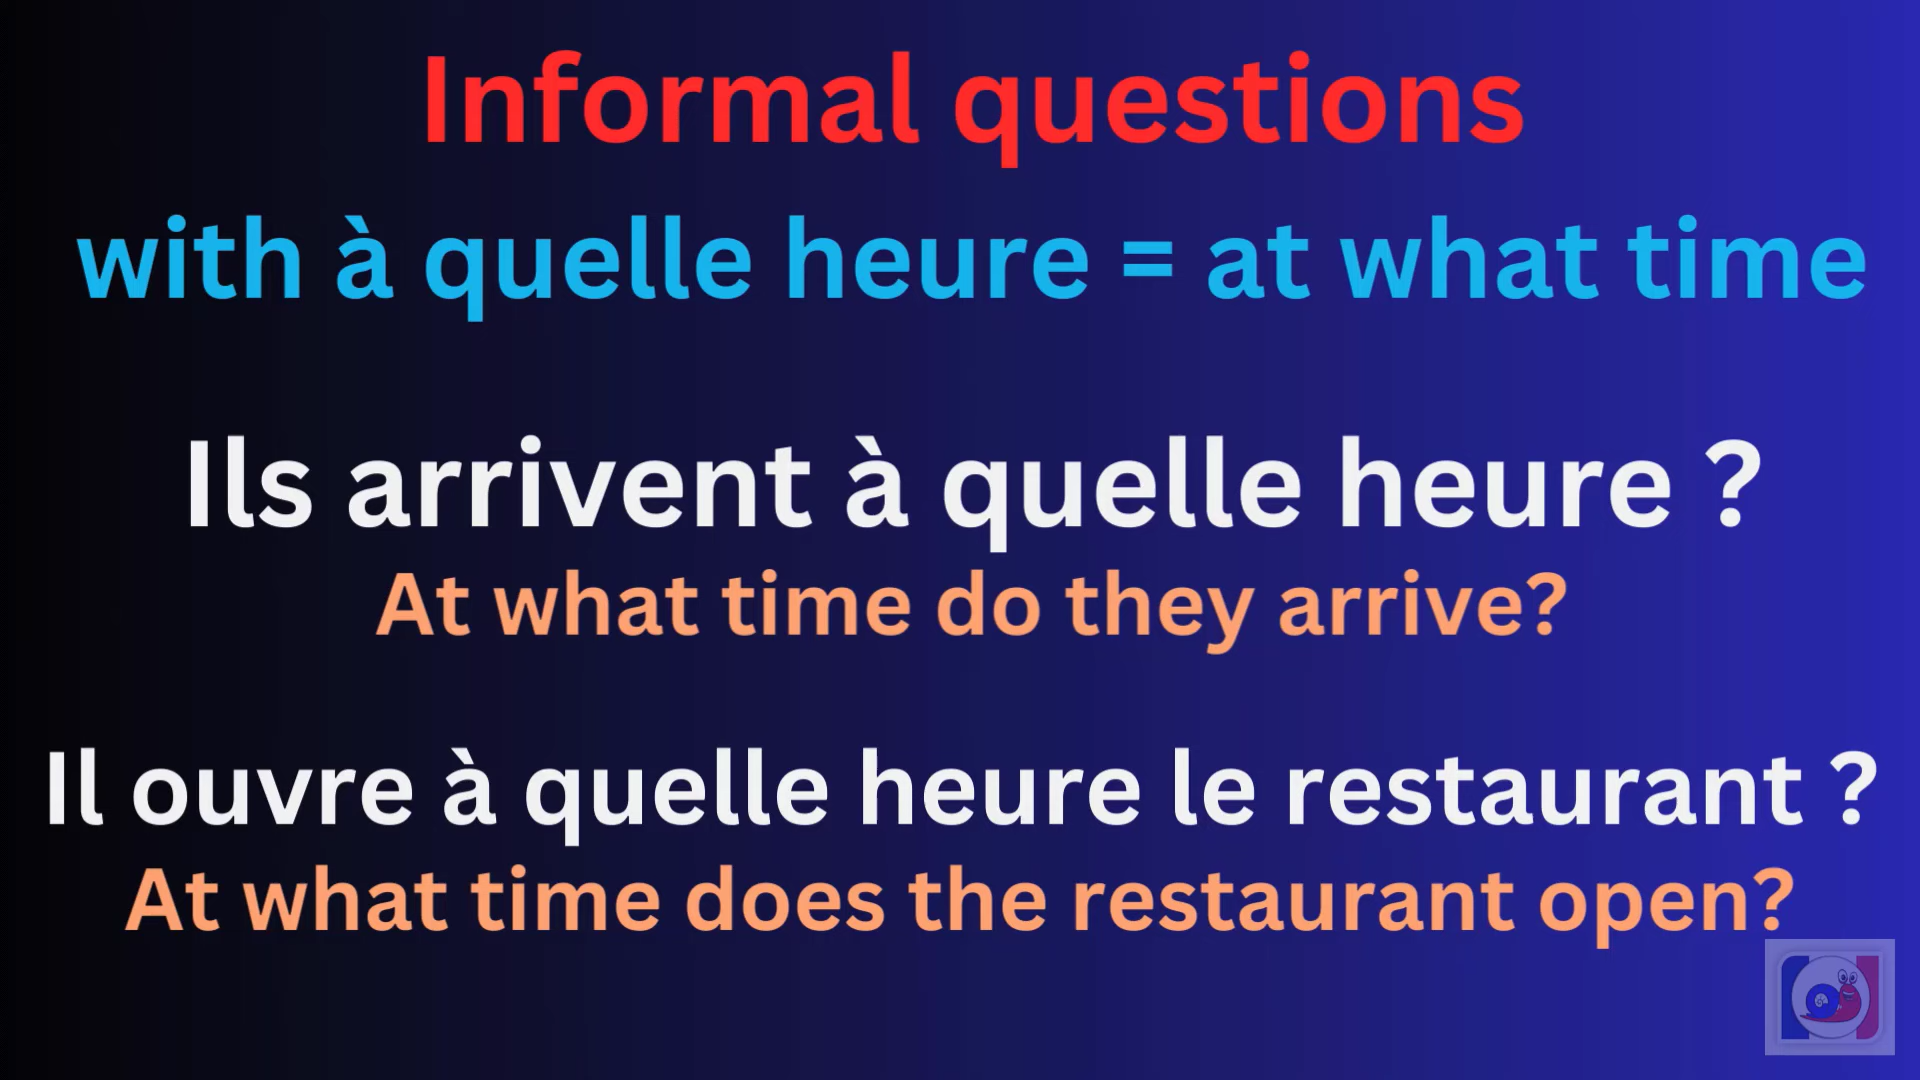 Informal questions
with à quelle heure = at what time
Ils arrivent à quelle heure ?
At what time do they arrive?
Il ouvre à quelle heure le restaurant ?
At what time does the restaurant open?